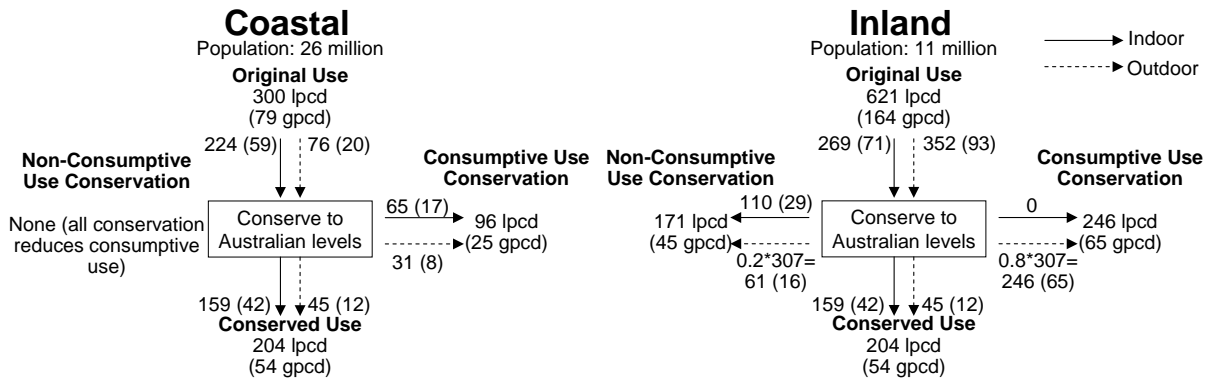 Coastal
Population: 26 million
Original Use
300 lpcd
(79 gpcd)
224 (59)
76 (20)
Non-Consumptive
Use Conservation
None (all conservation
reduces consumptive
use)
Conserve to
Australian levels
65 (17)
31 (8)
Consumptive Use
Conservation
96 lpcd
(25 gpcd)
159 (42)
45 (12)
Conserved Use
204 lpcd
(54 gpcd)
Inland
Population: 11 million
Original Use
621 lpcd
(164 gpcd)
269 (71)
352 (93)
Non-Consumptive
Use Conservation
171 lpcd
(45 gpcd)
110 (29)
0.2*307=
61 (16)
Conserve to
Australian levels
0
0.8*307=
246 (65)
Consumptive Use
Conservation
246 lpcd
(65 gpcd)
159 (42)
45 (12)
Conserved Use
204 lpcd
(54 gpcd)
Indoor
Outdoor